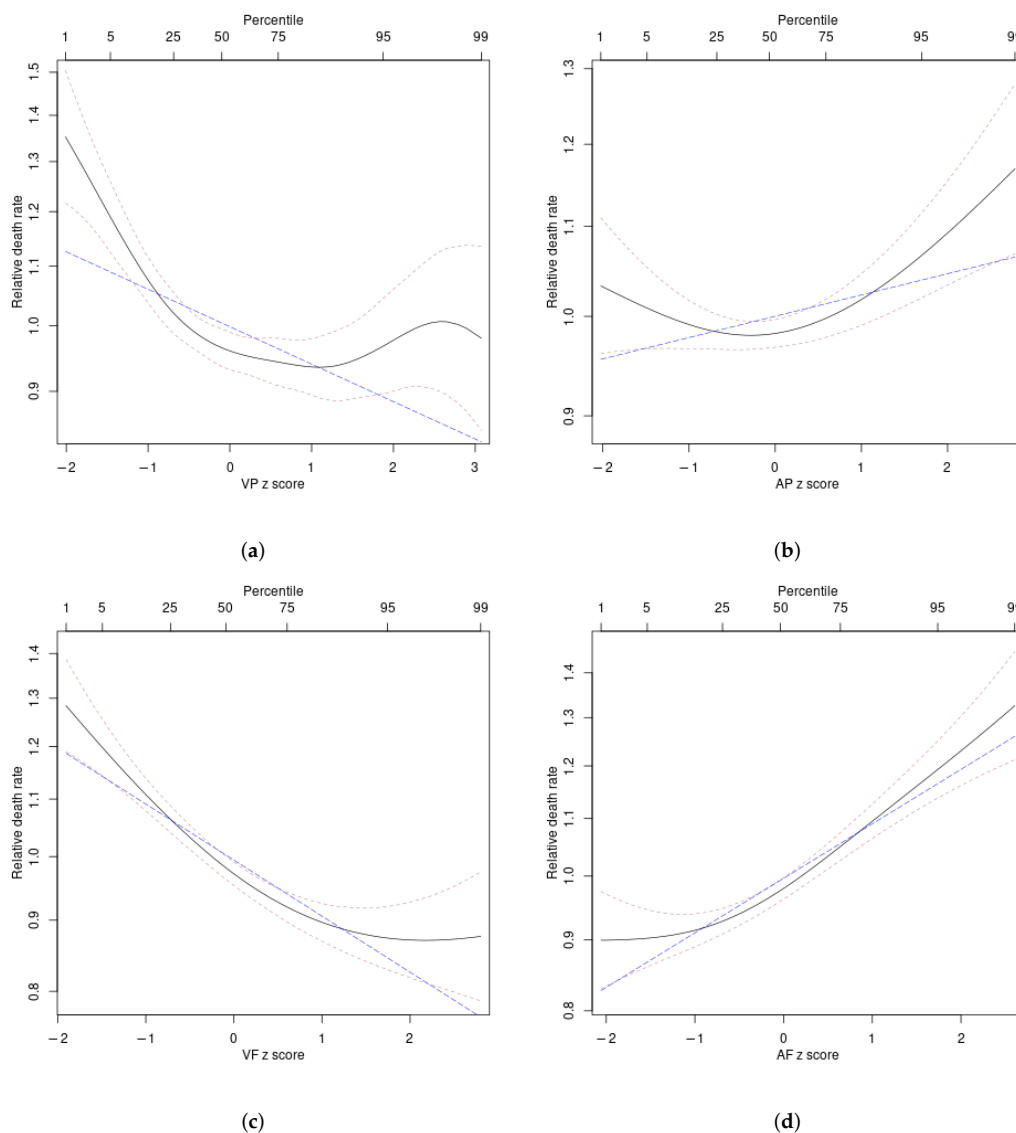 Percentile
1 5 25 50 75 95 99
Relative death rate
1.5
1.4
1.3
1.2
1.1
1.0
0.9
−2 −1 0 1 2 3
VP z score
(a)
Percentile
1 5 25 50 75 95 99
Relative death rate
1.3
1.2
1.1
1.0
0.9
−2 −1 0 1 2
AP z score
(b)
Percentile
1 5 25 50 75 95 99
Relative death rate
1.4
1.3
1.2
1.1
1.0
0.9
0.8
−2 −1 0 1 2
VF z score
(c)
Percentile
1 5 25 50 75 95 99
Relative death rate
1.4
1.3
1.2
1.1
1.0
0.9
0.8
−2 −1 0 1 2
AF z score
(d)